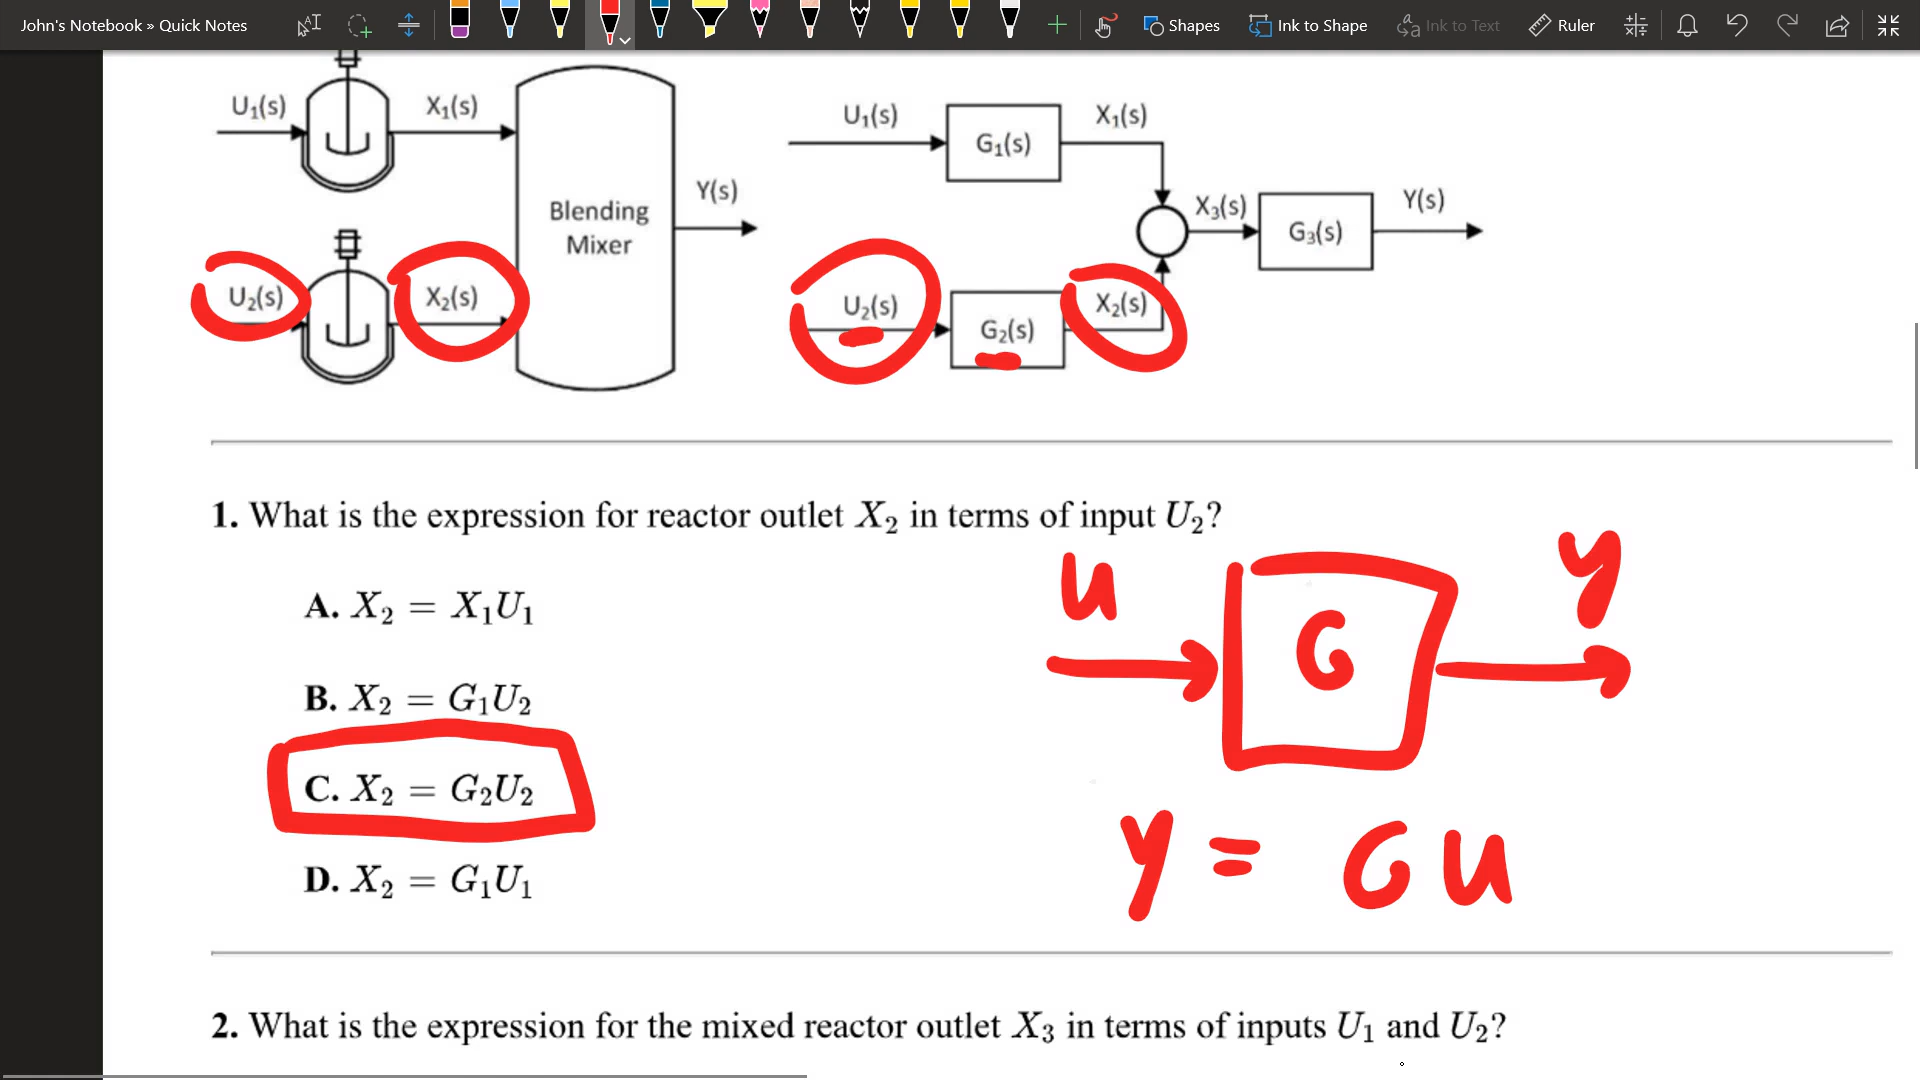 John's Notebook » Quick Notes
Shapes
Ink to Shape
Ink to Text
Ruler
U₁(s)
X₁(s)
Blending
Mixer
Y(s)
U₂(s)
X₂(s)
U₁(s)
G₁(s)
X₁(s)
X₃(s)
G₃(s)
Y(s)
U₂(s)
G₂(s)
X₂(s)
1. What is the expression for reactor outlet X₂ in terms of input U₂?
A. X₂ = X₁U₁
B. X₂ = G₁U₂
C. X₂ = G₂U₂
D. X₂ = G₁U₁
u
G
y
y = G u
2. What is the expression for the mixed reactor outlet X₃ in terms of inputs U₁ and U₂?